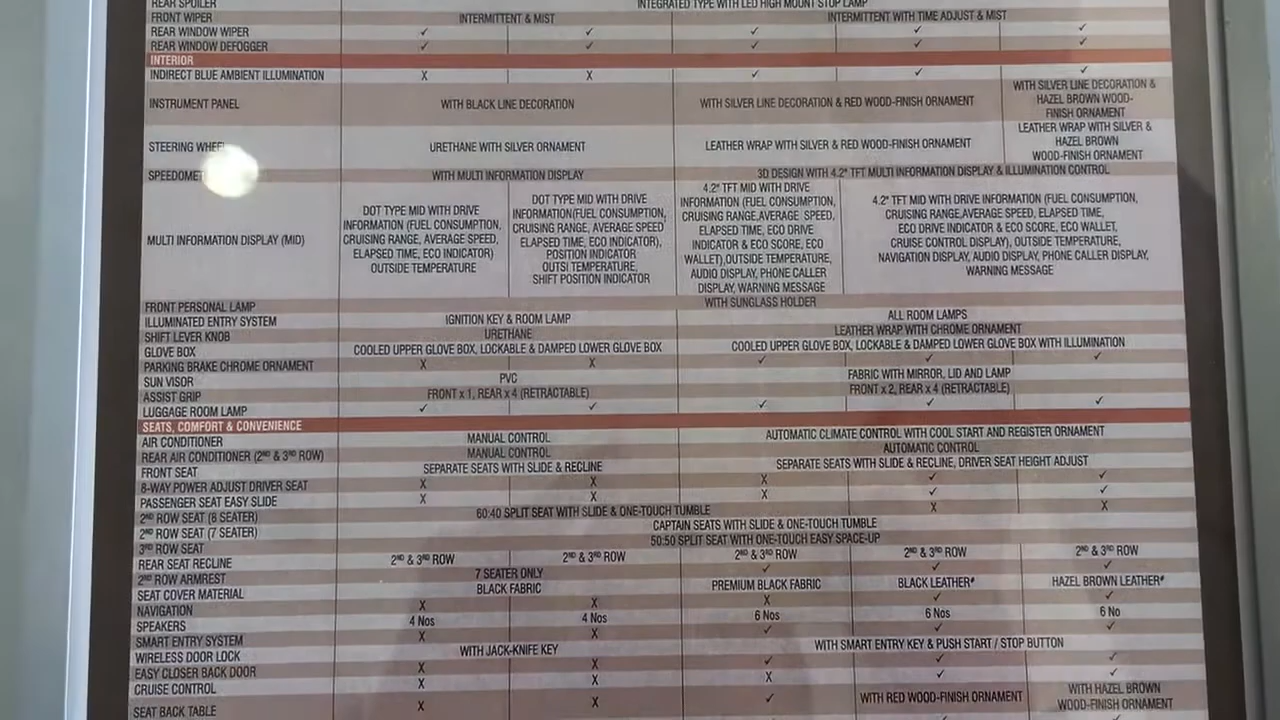 REAR SPOILER INTEGRATED TYPE WITH LED HIGH MOUNT STOP LAMP
FRONT WIPER INTERMITTENT & MIST INTERMITTENT WITH TIME ADJUST & MIST
REAR WINDOW WIPER ✓ ✓ ✓ ✓ ✓
REAR WINDOW DEFOGGER ✓ ✓ ✓ ✓ ✓
INTERIOR
INDIRECT BLUE AMBIENT ILLUMINATION X X ✓ ✓ ✓
INSTRUMENT PANEL WITH BLACK LINE DECORATION WITH SILVER LINE DECORATION & RED WOOD-FINISH ORNAMENT
WITH SILVER LINE DECORATION &
HAZEL BROWN WOOD-
FINISH ORNAMENT
STEERING WHEEL URETHANE WITH SILVER ORNAMENT LEATHER WRAP WITH SILVER & RED WOOD-FINISH ORNAMENT
LEATHER WRAP WITH SILVER &
HAZEL BROWN
WOOD-FINISH ORNAMENT
SPEEDOMET WITH MULTI INFORMATION DISPLAY 3D DESIGN WITH 4.2" TFT MULTI INFORMATION DISPLAY & ILLUMINATION CONTROL
MULTI INFORMATION DISPLAY (MID)
DOT TYPE MID WITH DRIVE
INFORMATION (FUEL CONSUMPTION,
CRUISING RANGE, AVERAGE SPEED,
ELAPSED TIME, ECO INDICATOR)
OUTSIDE TEMPERATURE
DOT TYPE MID WITH DRIVE
INFORMATION(FUEL CONSUMPTION,
CRUISING RANGE, AVERAGE SPEED
ELAPSED TIME, ECO INDICATOR),
POSITION INDICATOR
OUTSI TEMPERATURE,
SHIFT POSITION INDICATOR
4.2" TFT MID WITH DRIVE
INFORMATION (FUEL CONSUMPTION,
CRUISING RANGE,AVERAGE SPEED,
ELAPSED TIME, ECO DRIVE
INDICATOR & ECO SCORE, ECO
WALLET),OUTSIDE TEMPERATURE,
AUDIO DISPLAY, PHONE CALLER
DISPLAY, WARNING MESSAGE
4.2" TFT MID WITH DRIVE INFORMATION (FUEL CONSUMPTION,
CRUISING RANGE,AVERAGE SPEED, ELAPSED TIME,
ECO DRIVE INDICATOR & ECO SCORE, ECO WALLET,
CRUISE CONTROL DISPLAY), OUTSIDE TEMPERATURE,
NAVIGATION DISPLAY, AUDIO DISPLAY, PHONE CALLER DISPLAY,
WARNING MESSAGE
FRONT PERSONAL LAMP WITH SUNGLASS HOLDER
ILLUMINATED ENTRY SYSTEM IGNITION KEY & ROOM LAMP ALL ROOM LAMPS
SHIFT LEVER KNOB URETHANE LEATHER WRAP WITH CHROME ORNAMENT
GLOVE BOX COOLED UPPER GLOVE BOX, LOCKABLE & DAMPED LOWER GLOVE BOX COOLED UPPER GLOVE BOX, LOCKABLE & DAMPED LOWER GLOVE BOX WITH ILLUMINATION
PARKING BRAKE CHROME ORNAMENT X X ✓ ✓ ✓
SUN VISOR PVC FABRIC WITH MIRROR, LID AND LAMP
ASSIST GRIP FRONT x 1, REAR x 4 (RETRACTABLE) FRONT x 2, REAR x 4 (RETRACTABLE)
LUGGAGE ROOM LAMP ✓ ✓ ✓ ✓ ✓
SEATS, COMFORT & CONVENIENCE
AIR CONDITIONER MANUAL CONTROL AUTOMATIC CLIMATE CONTROL WITH COOL START AND REGISTER ORNAMENT
REAR AIR CONDITIONER (2ND & 3RD ROW) MANUAL CONTROL AUTOMATIC CONTROL
FRONT SEAT SEPARATE SEATS WITH SLIDE & RECLINE SEPARATE SEATS WITH SLIDE & RECLINE, DRIVER SEAT HEIGHT ADJUST
8-WAY POWER ADJUST DRIVER SEAT X X X ✓ ✓
PASSENGER SEAT EASY SLIDE X X X ✓ ✓
2ND ROW SEAT (8 SEATER) 60:40 SPLIT SEAT WITH SLIDE & ONE-TOUCH TUMBLE X X
2ND ROW SEAT (7 SEATER) CAPTAIN SEATS WITH SLIDE & ONE-TOUCH TUMBLE
3RD ROW SEAT 50:50 SPLIT SEAT WITH ONE-TOUCH EASY SPACE-UP
REAR SEAT RECLINE 2ND & 3RD ROW 2ND & 3RD ROW 2ND & 3RD ROW 2ND & 3RD ROW 2ND & 3RD ROW
2ND ROW ARMREST 7 SEATER ONLY ✓ ✓ ✓
SEAT COVER MATERIAL BLACK FABRIC PREMIUM BLACK FABRIC BLACK LEATHER# HAZEL BROWN LEATHER#
NAVIGATION X X X ✓ ✓
SPEAKERS 4 Nos 4 Nos 6 Nos 6 Nos 6 No
SMART ENTRY SYSTEM X X ✓ ✓ ✓
WIRELESS DOOR LOCK WITH JACK-KNIFE KEY WITH SMART ENTRY KEY & PUSH START / STOP BUTTON
EASY CLOSER BACK DOOR X X ✓ ✓ ✓
CRUISE CONTROL X X X ✓ ✓
SEAT BACK TABLE X X ✓ WITH RED WOOD-FINISH ORNAMENT
WITH HAZEL BROWN
WOOD-FINISH ORNAMENT